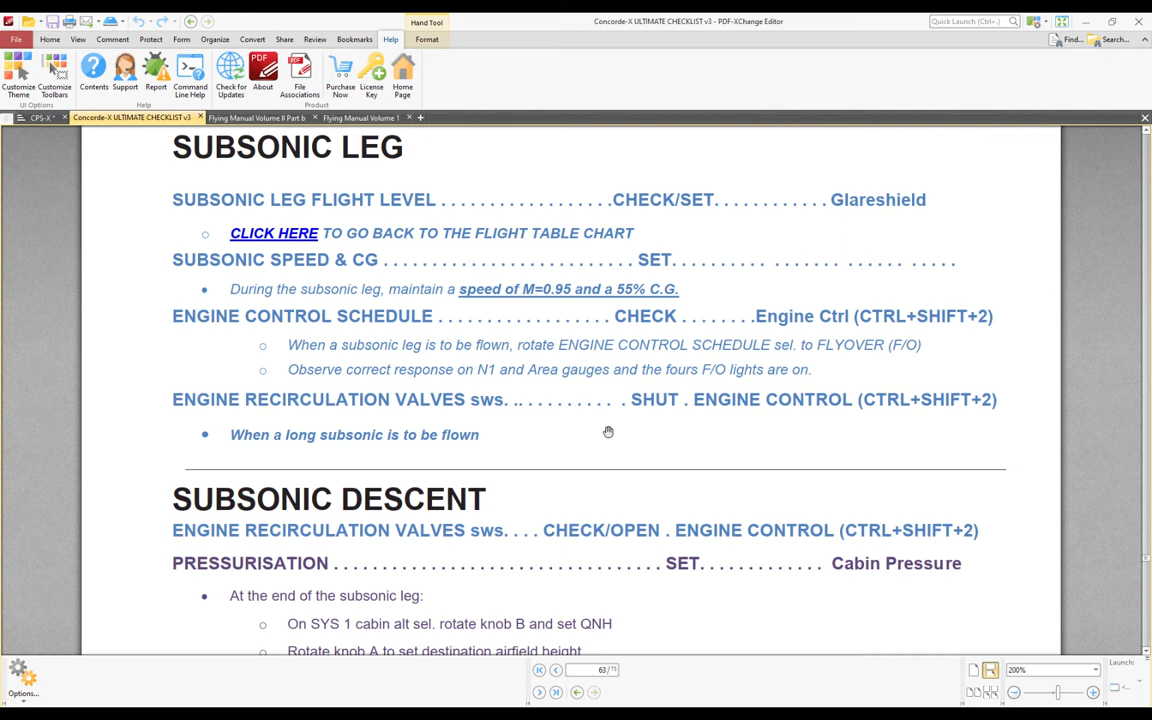 Hand Tool
Concorde-X ULTIMATE CHECKLIST v3 - PDF-XChange Editor
Quick Launch (Ctrl+.)
File Home View Comment Protect Form Organize Convert Share Review Bookmarks Help Format
Find... Search...
Customize Theme
Customize Toolbars
Contents
Support
Report
Command Line Help
Check for Updates
PDF
About
File Associations
Purchase Now
License Key
Home Page
UI Options
Help
Product
CPS-X * Concorde-X ULTIMATE CHECKLIST v3 Flying Manual Volume II Part b Flying Manual Volume 1
SUBSONIC LEG
SUBSONIC LEG FLIGHT LEVEL . . . . . . . . . . . . . . . . . .CHECK/SET. . . . . . . . . . . Glareshield
○ CLICK HERE TO GO BACK TO THE FLIGHT TABLE CHART
SUBSONIC SPEED & CG . . . . . . . . . . . . . . . . . . . . . . . . . . SET. . . . . . . . . . . . . . . . . . . . . . . . . . . . .
• During the subsonic leg, maintain a speed of M=0.95 and a 55% C.G.
ENGINE CONTROL SCHEDULE . . . . . . . . . . . . . . . . . . CHECK . . . . . . . .Engine Ctrl (CTRL+SHIFT+2)
○ When a subsonic leg is to be flown, rotate ENGINE CONTROL SCHEDULE sel. to FLYOVER (F/O)
○ Observe correct response on N1 and Area gauges and the fours F/O lights are on.
ENGINE RECIRCULATION VALVES sws. .. . . . . . . . . . . SHUT . ENGINE CONTROL (CTRL+SHIFT+2)
• When a long subsonic is to be flown
SUBSONIC DESCENT
ENGINE RECIRCULATION VALVES sws. . . . CHECK/OPEN . ENGINE CONTROL (CTRL+SHIFT+2)
PRESSURISATION . . . . . . . . . . . . . . . . . . . . . . . . . . . . . . . . . . SET. . . . . . . . . . . . . Cabin Pressure
• At the end of the subsonic leg:
○ On SYS 1 cabin alt sel. rotate knob B and set QNH
○ Rotate knob A to set destination airfield height
Options...
63/75
200%
Launch: